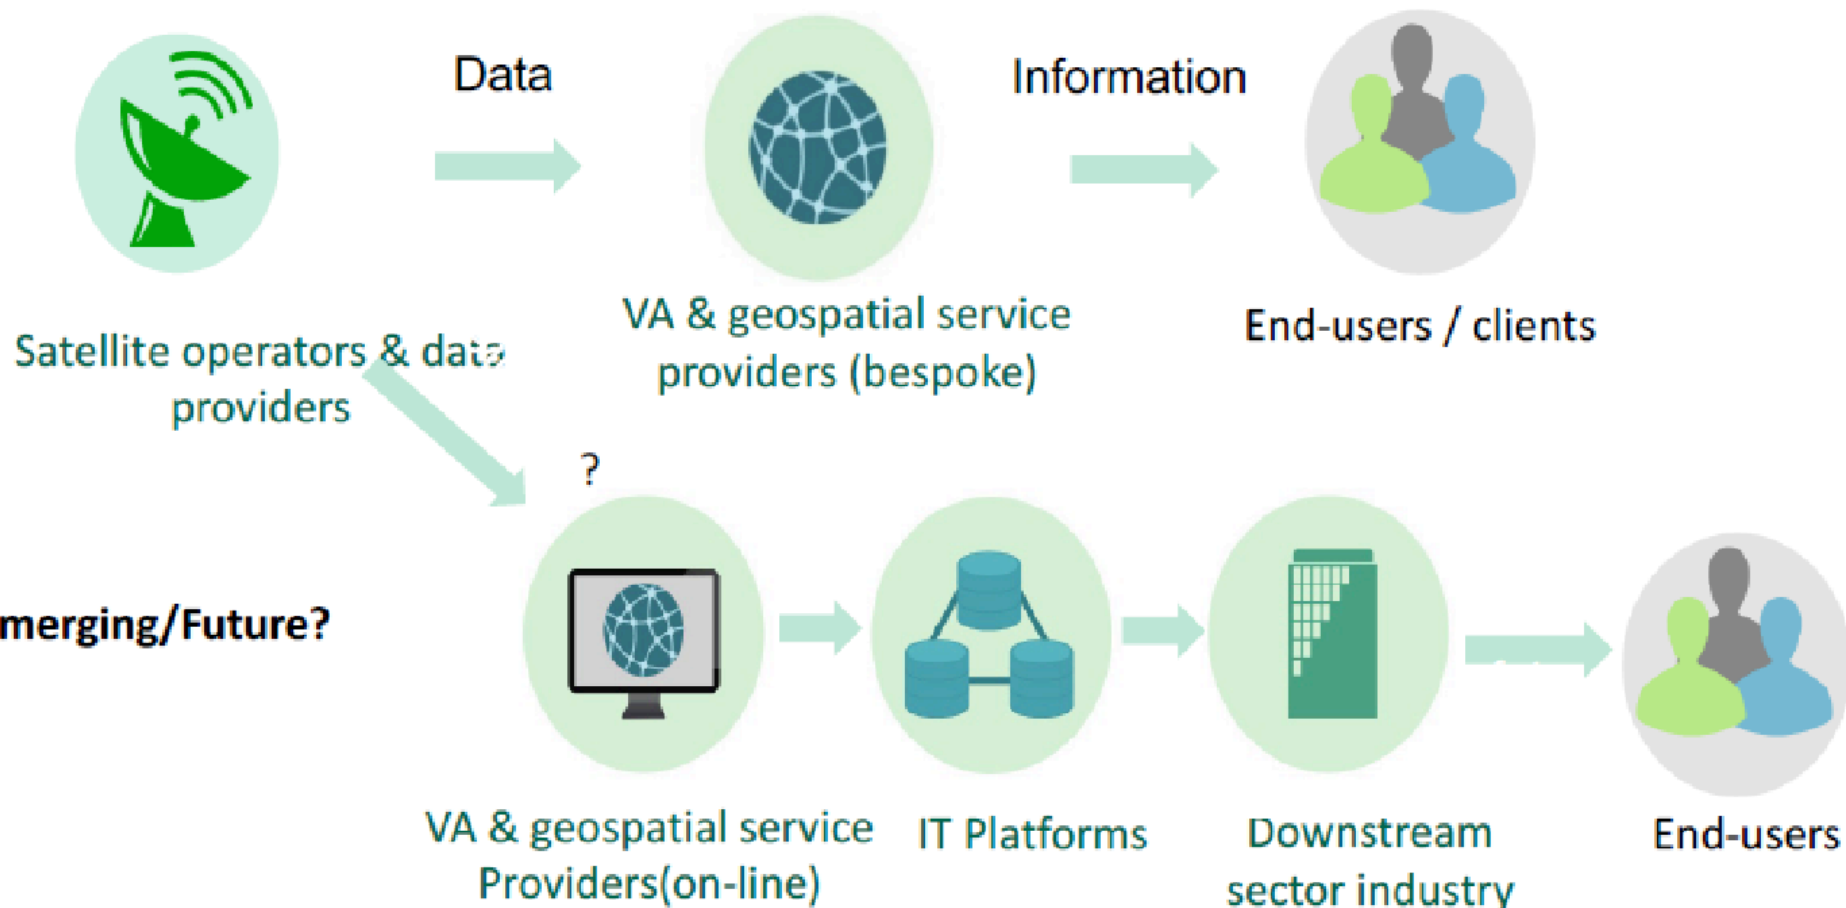 Data
Information
VA & geospatial service
providers (bespoke)
End-users / clients
Satellite operators & data
providers
?
merging/Future?
VA & geospatial service
Providers(on-line)
IT Platforms
Downstream
sector industry
End-users